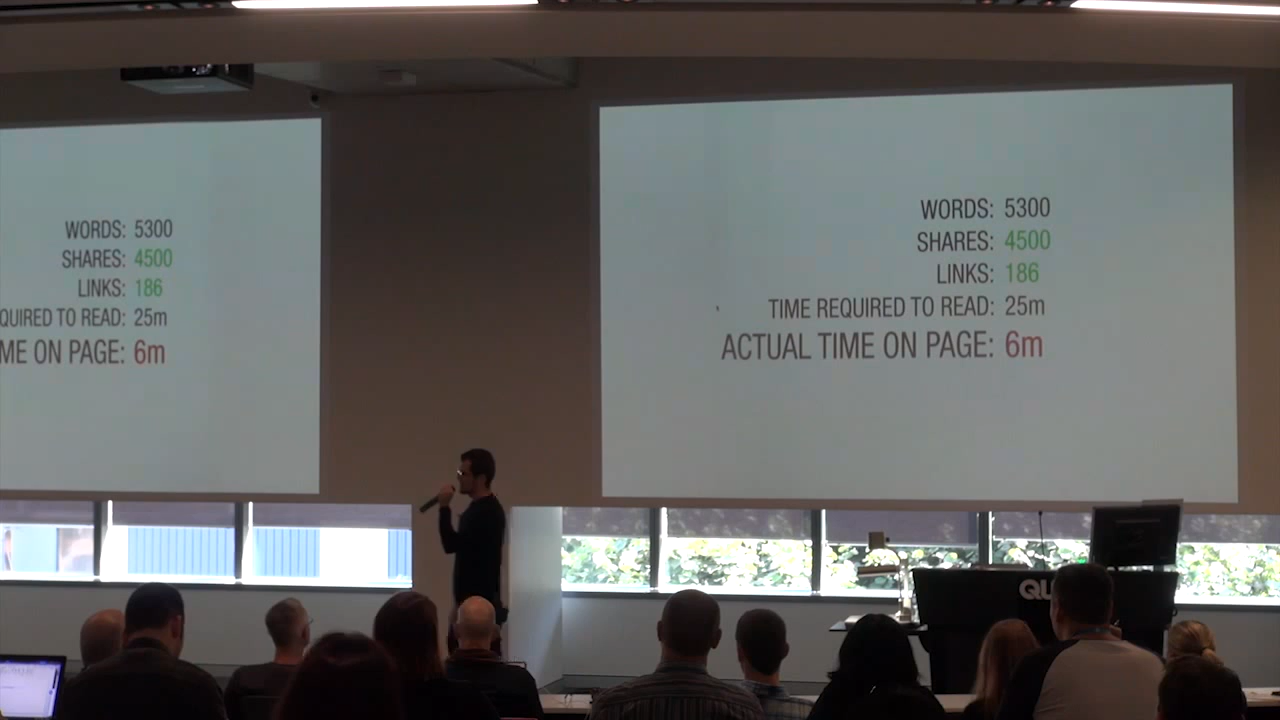 WORDS: 5300
SHARES: 4500
LINKS: 186
QUIRED TO READ: 25m
ME ON PAGE: 6m
WORDS: 5300
SHARES: 4500
LINKS: 186
TIME REQUIRED TO READ: 25m
ACTUAL TIME ON PAGE: 6m
QU